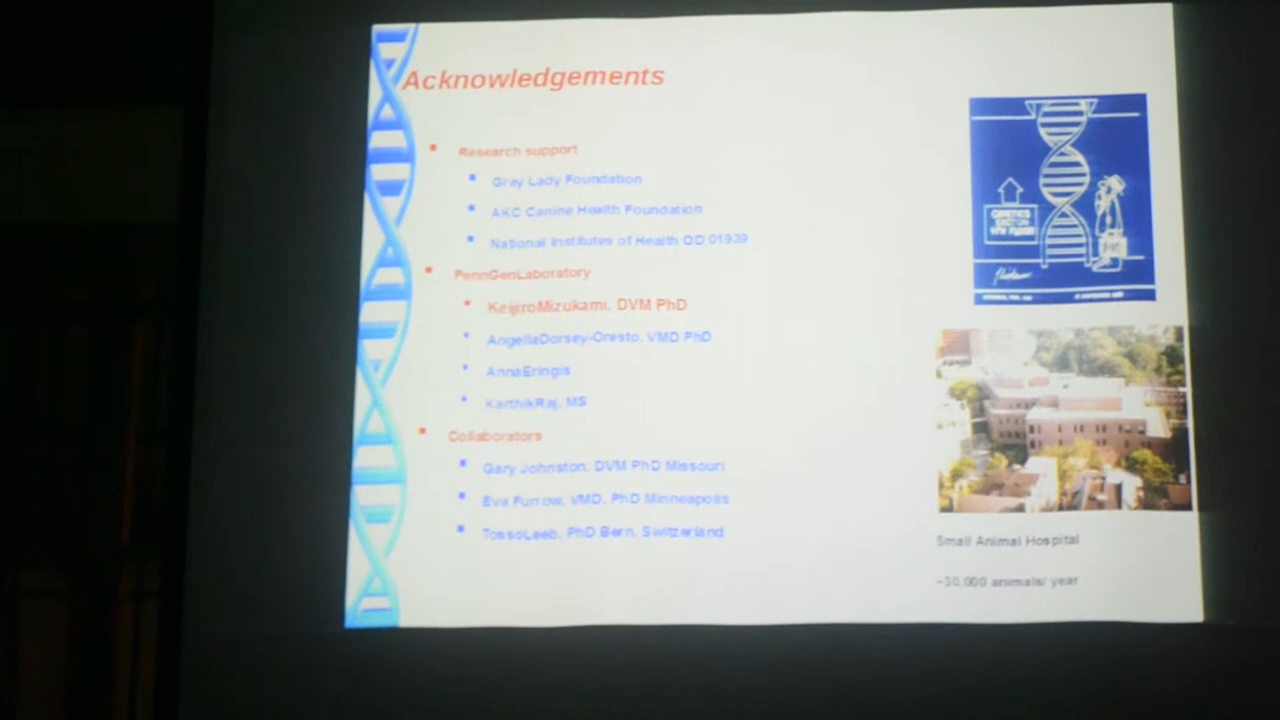 Acknowledgements
Research support
Gray Lady Foundation
AKC Canine Health Foundation
National Institutes of Health OD 01939
PennGenLaboratory
KeijiroMizukami, DVM PhD
AngellaDorsey-Oresto, VMD PhD
AnnaEringis
KarthikRaj, MS
Collaborators
Gary Johnston, DVM PhD Missouri
Eva Furrow, VMD, PhD Minneapolis
TossoLeeb, PhD Bern, Switzerland
GENETICS
Small Animal Hospital
~30.000 animals/ year